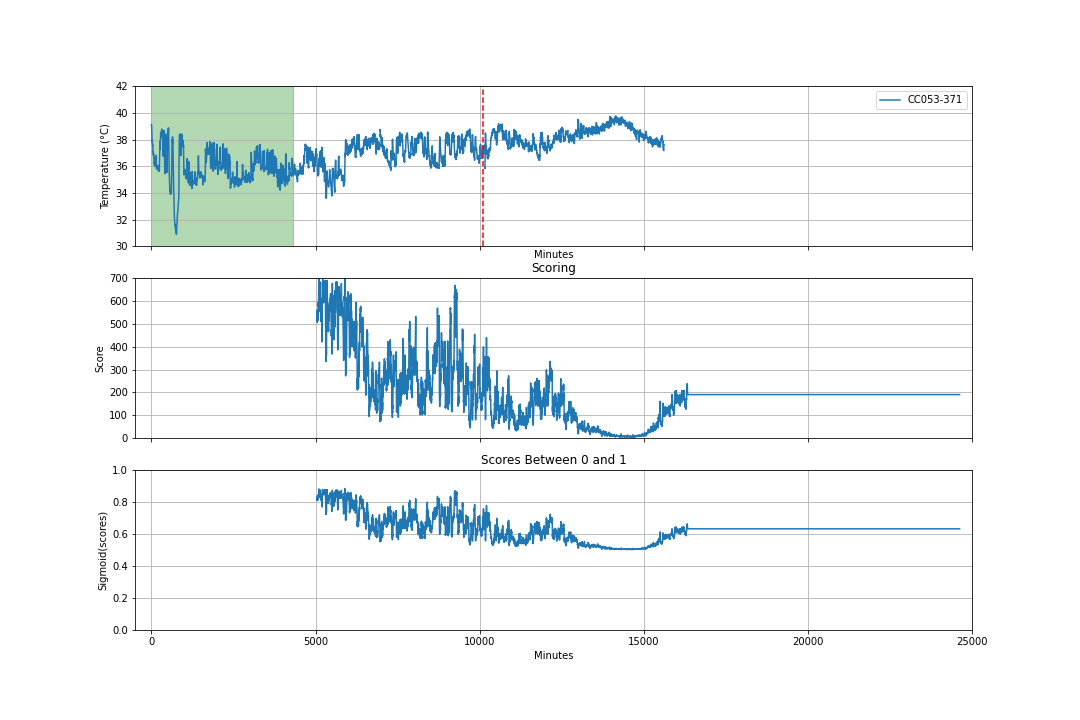 42
40
38
36
34
32
30
Temperature (°C)
CC053-371
Minutes
Scoring
700
600
500
400
300
200
100
0
Score
Scores Between 0 and 1
1.0
0.8
0.6
0.4
0.2
0.0
Sigmoid(scores)
0 5000 10000 15000 20000 25000
Minutes